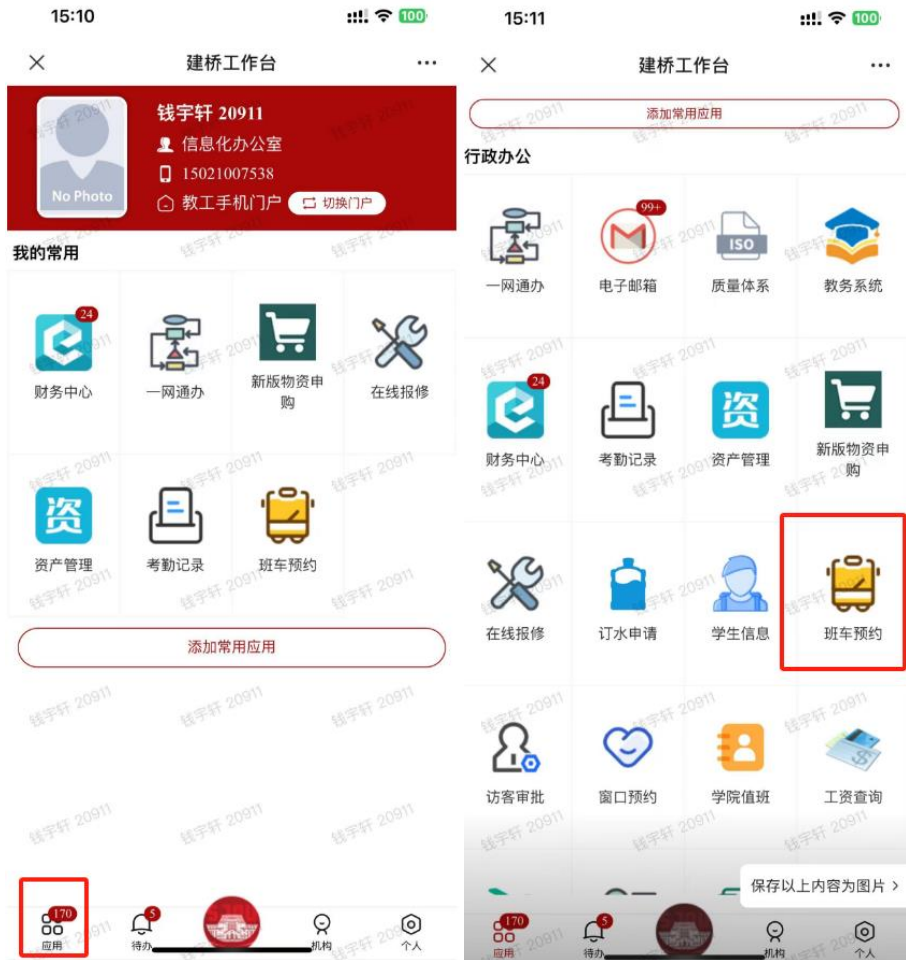 15:10
100
建桥工作台
钱宇轩 20911
信息化办公室
15021007538
教工手机门户
切换门户
No Photo
我的常用
24
财务中心
一网通办
新版物资申购
在线报修
资
资产管理
考勤记录
班车预约
添加常用应用
170
应用
5
待办
机构
个人
15:11
100
建桥工作台
添加常用应用
行政办公
一网通办
99+
电子邮箱
ISO
质量体系
教务系统
24
财务中心
考勤记录
资
资产管理
新版物资申购
在线报修
订水申请
学生信息
班车预约
访客审批
窗口预约
学院值班
工资查询
保存以上内容为图片 >
170
应用
5
待办
机构
个人
钱宇轩 20911